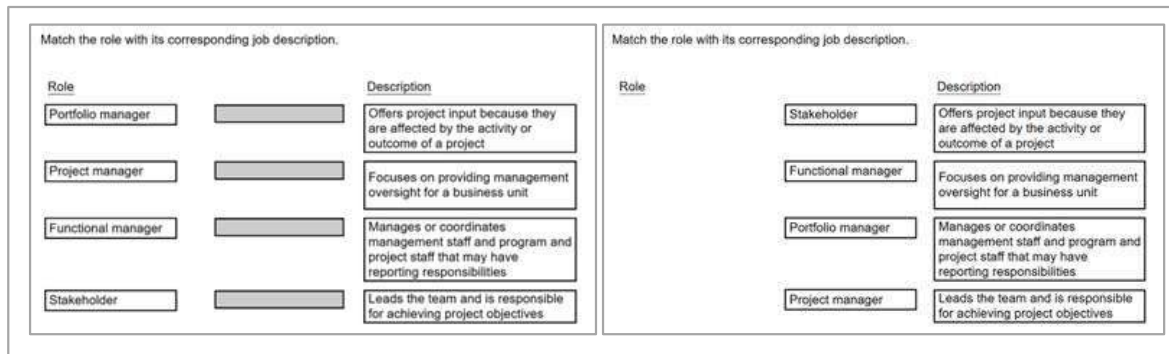 Match the role with its corresponding job description.
Role
Description
Portfolio manager
Offers project input because they
are affected by the activity or
outcome of a project
Project manager
Focuses on providing management
oversight for a business unit
Functional manager
Manages or coordinates
management staff and program and
project staff that may have
reporting responsibilities
Stakeholder
Leads the team and is responsible
for achieving project objectives
Match the role with its corresponding job description.
Role
Description
Stakeholder
Offers project input because they
are affected by the activity or
outcome of a project
Functional manager
Focuses on providing management
oversight for a business unit
Portfolio manager
Manages or coordinates
management staff and program and
project staff that may have
reporting responsibilities
Project manager
Leads the team and is responsible
for achieving project objectives